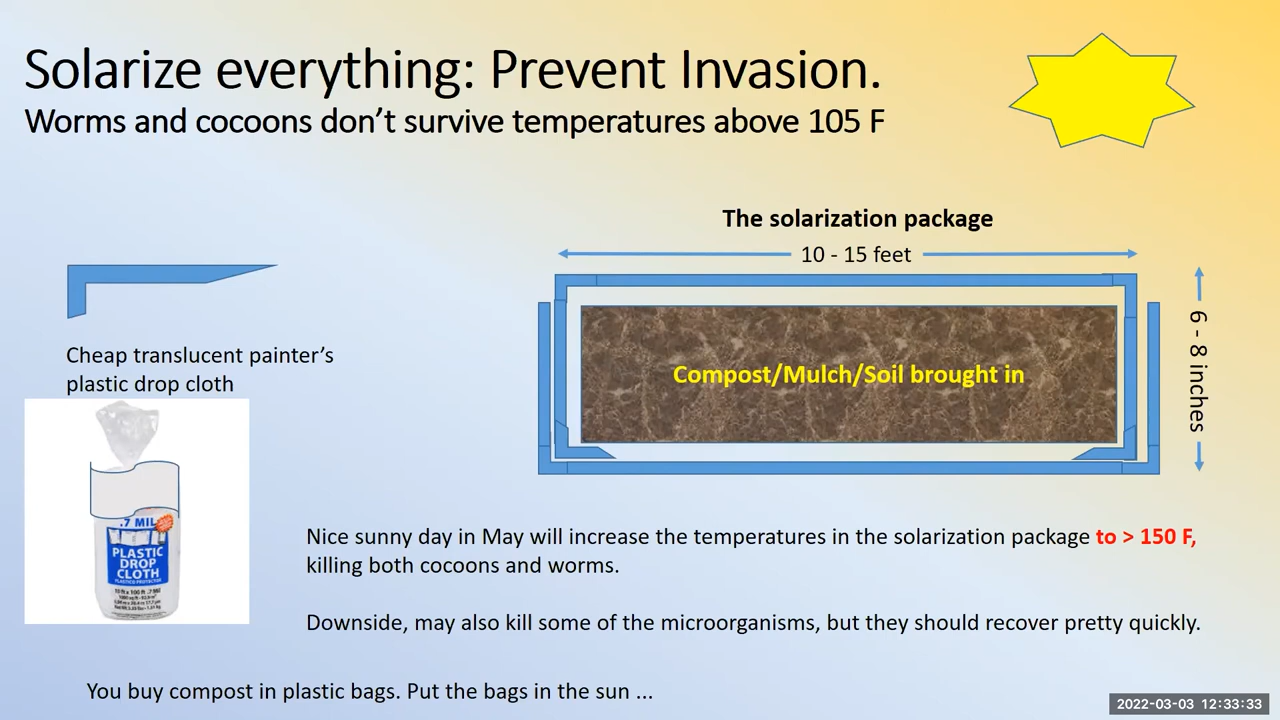 Solarize everything: Prevent Invasion.
Worms and cocoons don't survive temperatures above 105 F
The solarization package
10 - 15 feet
6 - 8 inches
Compost/Mulch/Soil brought in
Cheap translucent painter's
plastic drop cloth
.7 MIL
PLASTIC
DROP
CLOTH
Nice sunny day in May will increase the temperatures in the solarization package to > 150 F,
killing both cocoons and worms.
Downside, may also kill some of the microorganisms, but they should recover pretty quickly.
You buy compost in plastic bags. Put the bags in the sun ...
2022-03-03 12:33:33